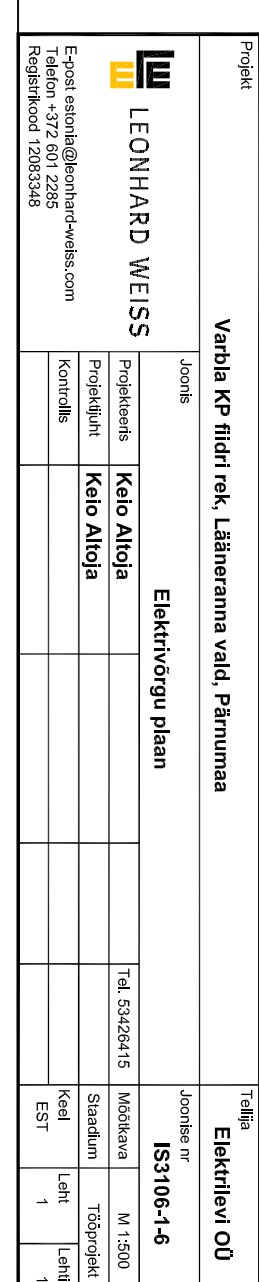 Projekt
Varbla KP fiidri rek, Lääneranna vald, Pärnumaa
Tellija
Elektrilevi OÜ
LEONHARD WEISS
E-post estonia@leonhard-weiss.com
Telefon +372 601 2285
Registrikood 12083348
Joonis
Elektrivõrgu plaan
Joonise nr
IS3106-1-6
Projekteeris Keio Altoja Tel. 53426415 Mõõtkava M 1:500
Projektijuht Keio Altoja Staadium Tööprojekt
Kontrollis Keel Leht Lehti
EST 1 1